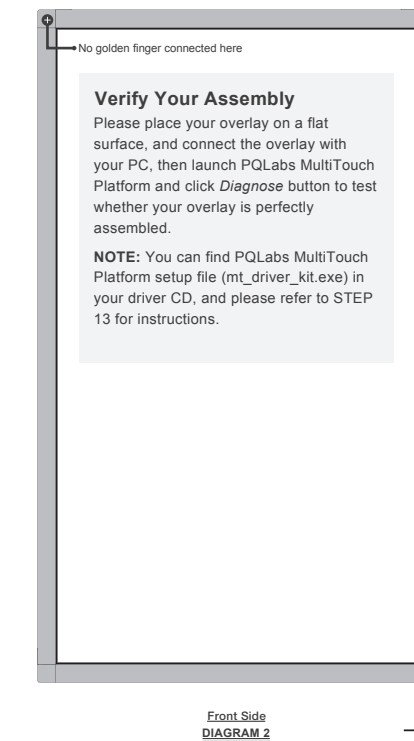 No golden finger connected here
Verify Your Assembly
Please place your overlay on a flat
surface, and connect the overlay with
your PC, then launch PQLabs MultiTouch
Platform and click Diagnose button to test
whether your overlay is perfectly
assembled.
NOTE: You can find PQLabs MultiTouch
Platform setup file (mt_driver_kit.exe) in
your driver CD, and please refer to STEP
13 for instructions.
Front Side
DIAGRAM 2